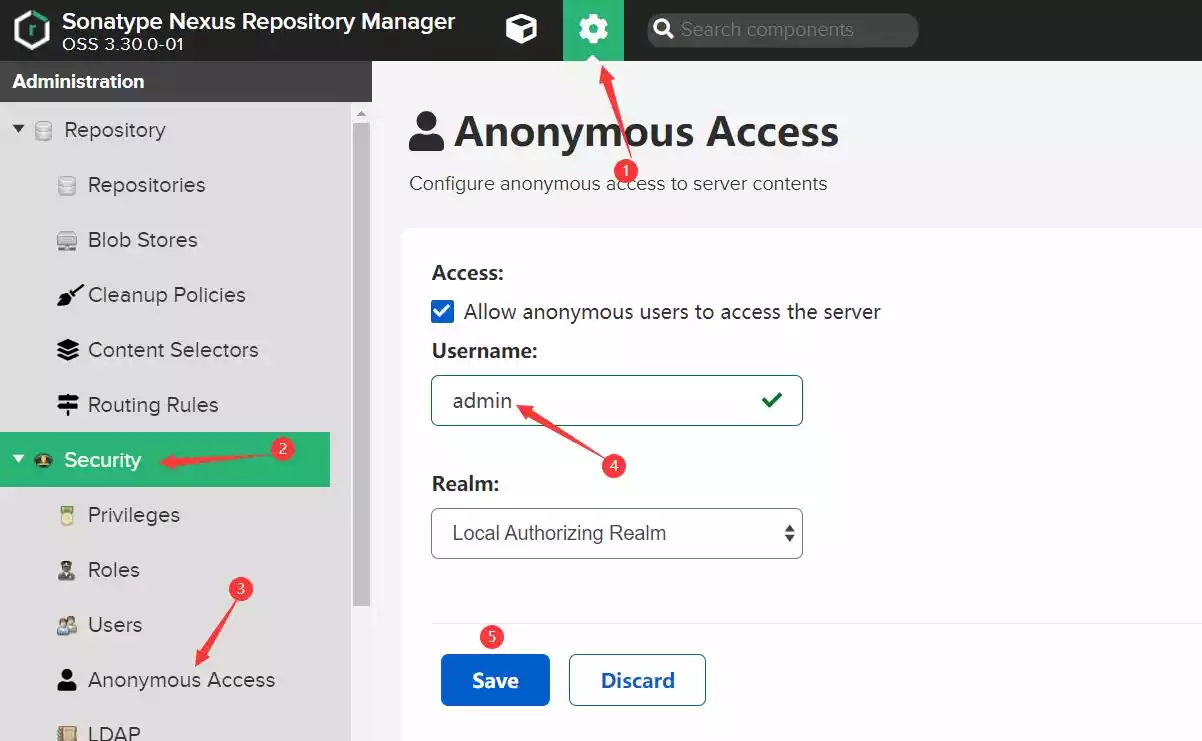 Sonatype Nexus Repository Manager
OSS 3.30.0-01
Search components
Administration
Repository
Repositories
Blob Stores
Cleanup Policies
Content Selectors
Routing Rules
Security
2
Privileges
Roles
3
Users
Anonymous Access
LDAP
Anonymous Access
1
Configure anonymous access to server contents
Access:
Allow anonymous users to access the server
Username:
admin
4
Realm:
Local Authorizing Realm
5
Save
Discard